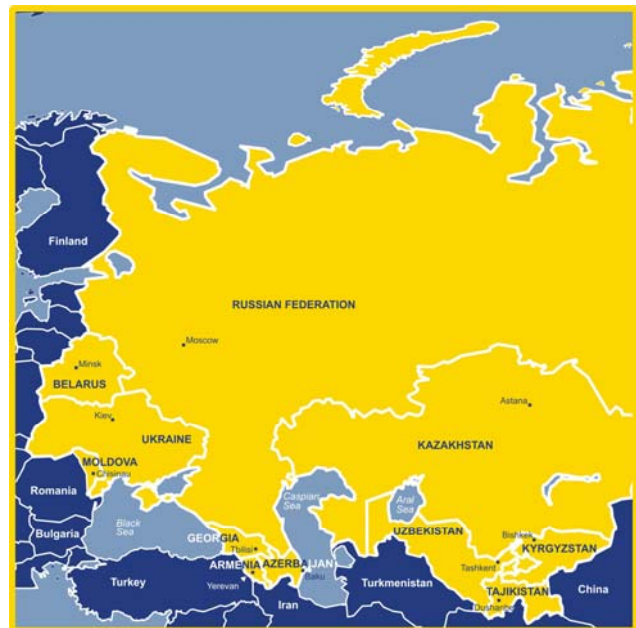 Finland
RUSSIAN FEDERATION
Moscow
Minsk
BELARUS
Astana
Kiev
UKRAINE
KAZAKHSTAN
MOLDOVA
Chisinau
Romania
Caspian
Sea
Aral
Sea
Black
Sea
Bulgaria
GEORGIA
Tbilisi
UZBEKISTAN
Bishkek
KYRGYZSTAN
ARMENIA
AZERBAIJAN
Tashkent
Baku
Turkey
Yerevan
Iran
Turkmenistan
TAJIKISTAN
Dushanbe
China